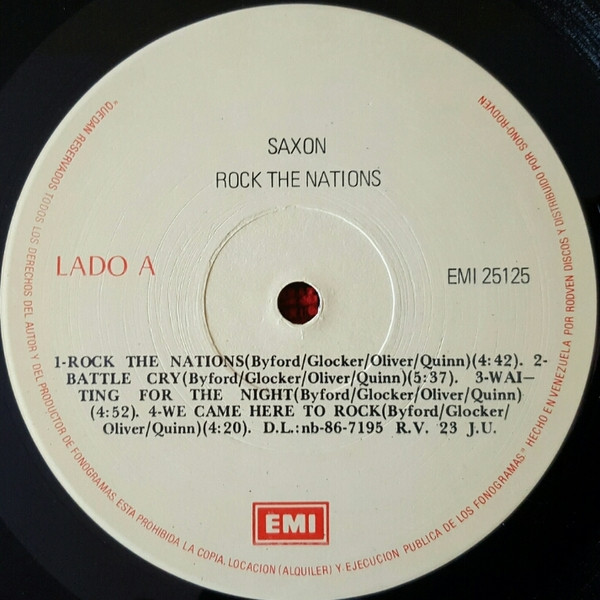 SAXON
ROCK THE NATIONS
LADO A
EMI 25125
1-ROCK THE NATIONS(Byford/Glocker/Oliver/Quinn)(4:42). 2-
BATTLE CRY(Byford/Glocker/Oliver/Quinn)(5:37). 3-WAI-
TING FOR THE NIGHT(Byford/Glocker/Oliver/Quinn)
(4:52). 4-WE CAME HERE TO ROCK(Byford/Glocker/
Oliver/Quinn)(4:20). D.L.:nb-86-7195 R.V. 23 J.U.
EMI
"QUEDAN RESERVADOS TODOS LOS DERECHOS DEL AUTOR Y DEL PRODUCTOR DE FONOGRAMAS. ESTA PROHIBIDA LA COPIA, LOCACION (ALQUILER) Y EJECUCION PUBLICA DE LOS FONOGRAMAS" HECHO EN VENEZUELA POR RODVEN DISCOS Y DISTRIBUIDO POR SONO-RODVEN